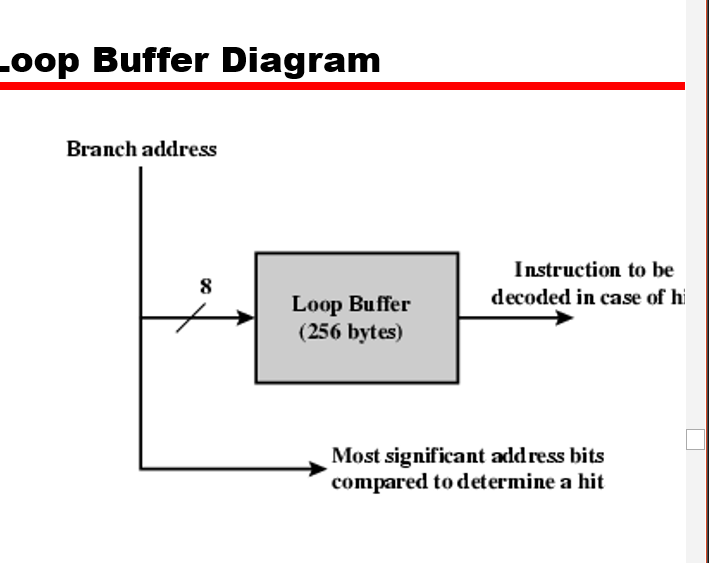 Loop Buffer Diagram
Branch address
8
Instruction to be
decoded in case of hi
Loop Buffer
(256 bytes)
Most significant address bits
compared to determine a hit